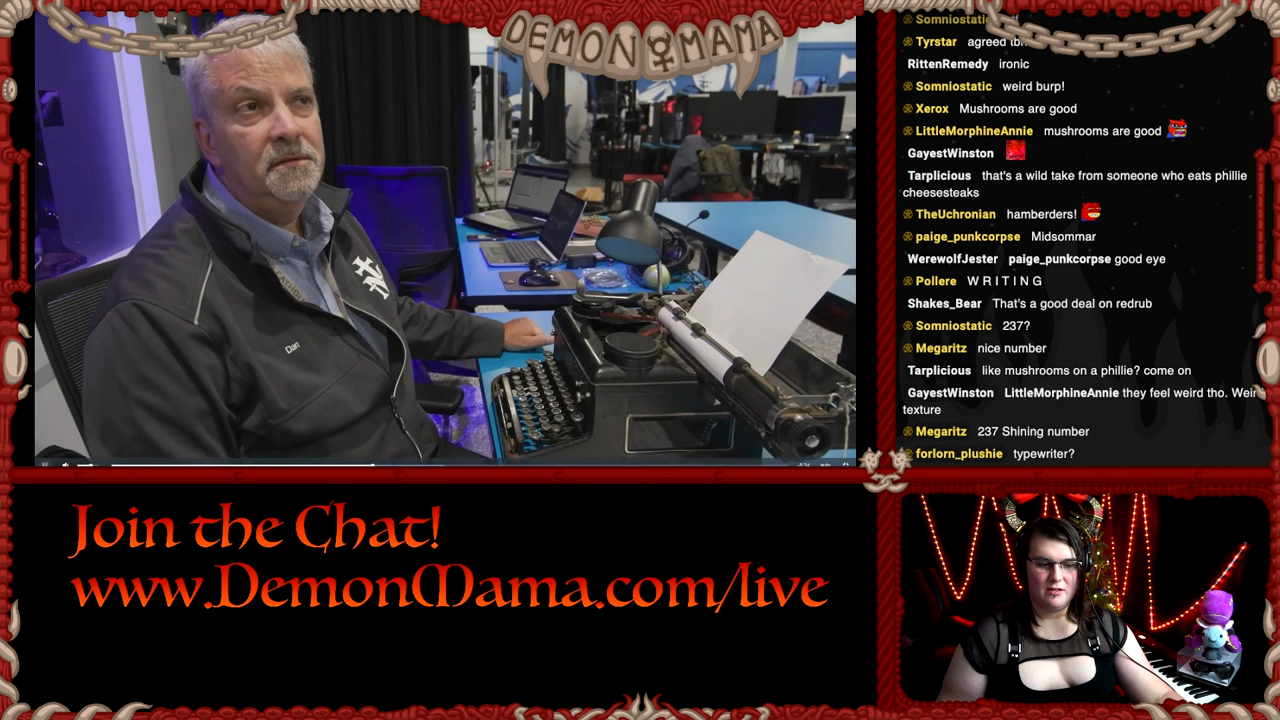 DEMON MAMA
Somniostatic
Tyrstar agreed
RittenRemedy ironic
Somniostatic weird burp!
Xerox Mushrooms are good
LittleMorphineAnnie mushrooms are good
GayestWinston
Tarplicious that's a wild take from someone who eats phillie
cheesesteaks
TheUchronian hamberders!
paige_punkcorpse Midsommar
WerewolfJester paige_punkcorpse good eye
Pollere W R I T I N G
Shakes_Bear That's a good deal on redrub
Somniostatic 237?
Megaritz nice number
Tarplicious like mushrooms on a phillie? come on
GayestWinston LittleMorphineAnnie they feel weird tho.
texture
Megaritz 237 Shining number
forlorn_plushie typewriter?
Dan
Join the Chat!
www.DemonMama.com/live